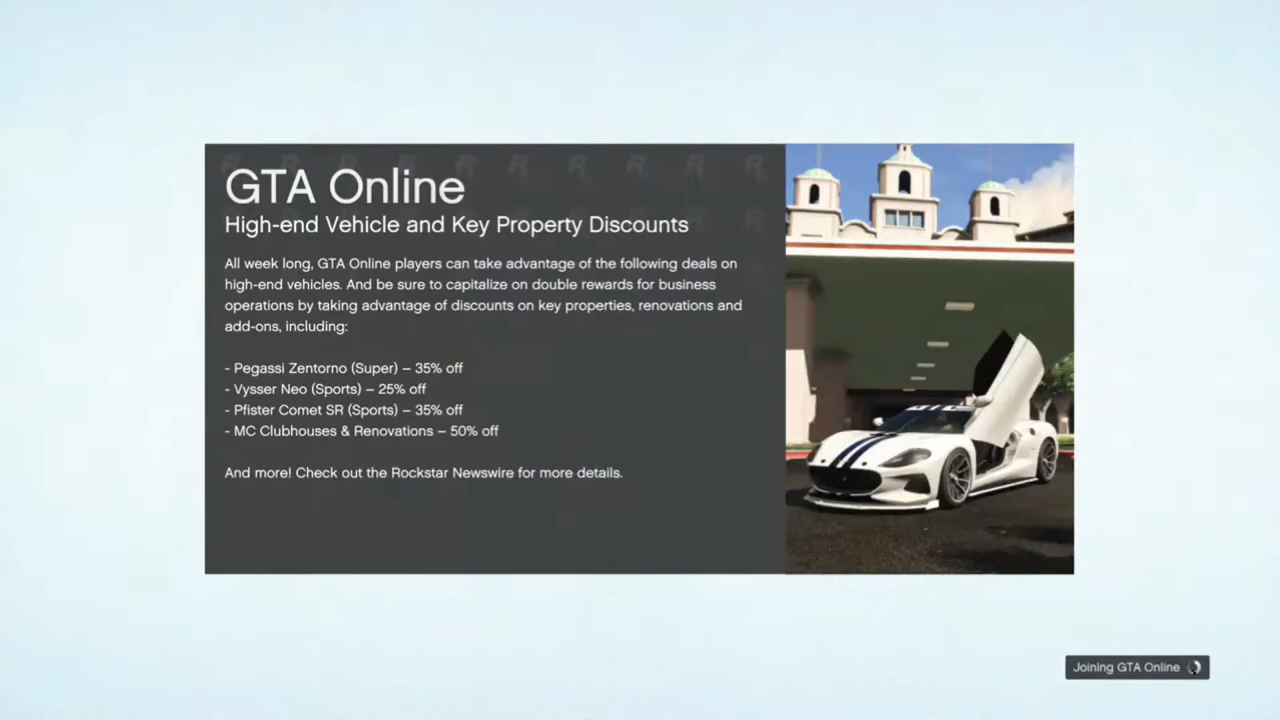 GTA Online
High-end Vehicle and Key Property Discounts
All week long, GTA Online players can take advantage of the following deals on
high-end vehicles. And be sure to capitalize on double rewards for business
operations by taking advantage of discounts on key properties, renovations and
add-ons, including:
- Pegassi Zentorno (Super) – 35% off
- Vysser Neo (Sports) – 25% off
- Pfister Comet SR (Sports) – 35% off
- MC Clubhouses & Renovations – 50% off
And more! Check out the Rockstar Newswire for more details.
Joining GTA Online